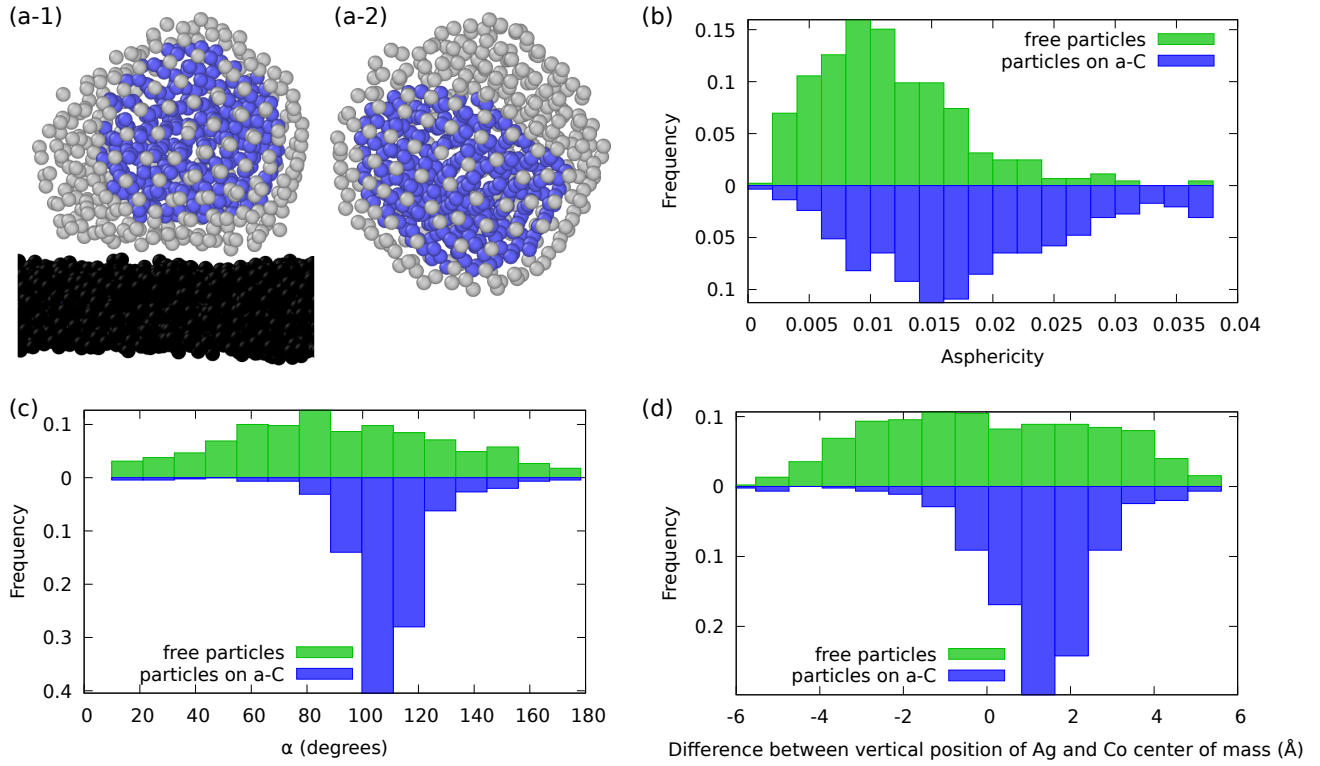 (a-1)
(a-2)
(b)
0.15
0.1
0.05
0
0.05
0.1
Frequency
free particles
particles on a-C
0
0.005
0.01
0.015
0.02
0.025
0.03
0.035
0.04
Asphericity
(c)
0.1
0
0.1
0.2
0.3
0.4
Frequency
free particles
particles on a-C
0
20
40
60
80
100
120
140
160
180
α (degrees)
(d)
0.1
0
0.1
0.2
Frequency
free particles
particles on a-C
-6
-4
-2
0
2
4
6
Difference between vertical position of Ag and Co center of mass (Å)